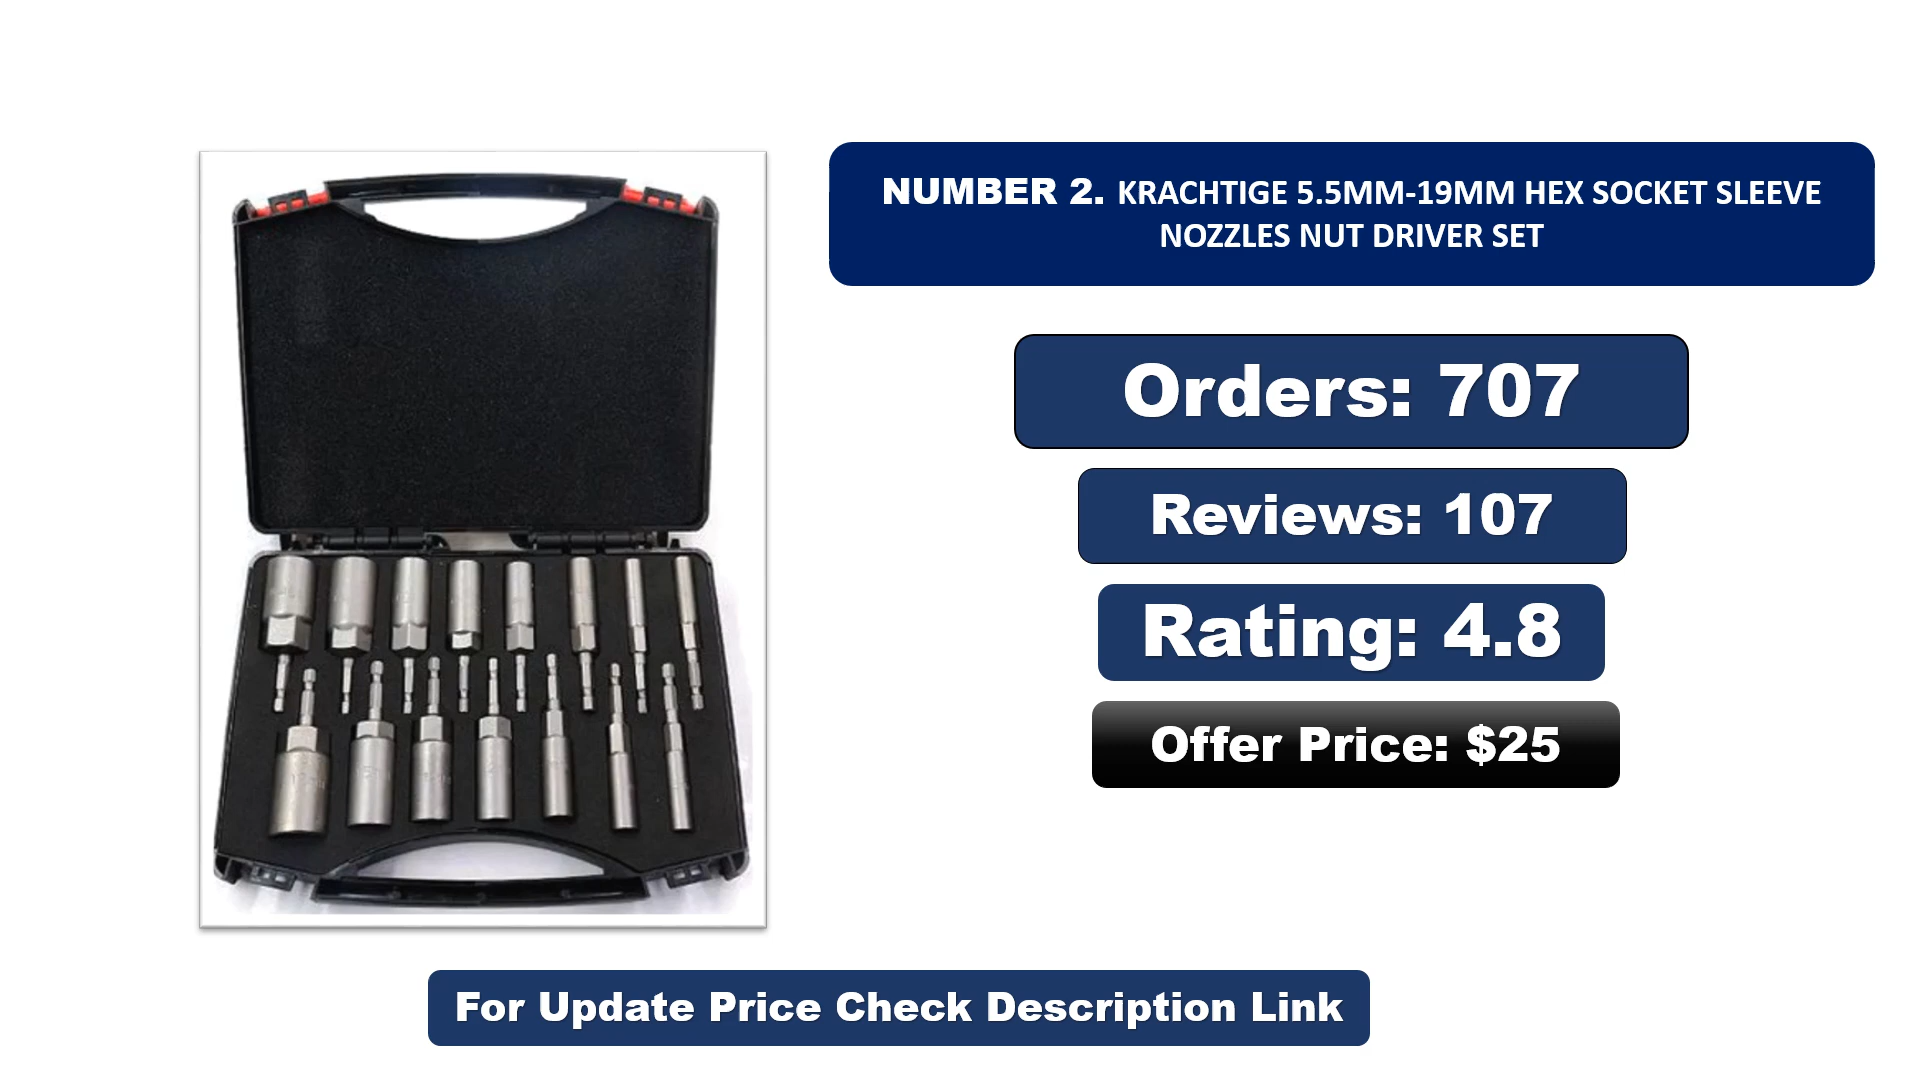 NUMBER 2. KRACHTIGE 5.5MM-19MM HEX SOCKET SLEEVE
NOZZLES NUT DRIVER SET
Orders: 707
Reviews: 107
Rating: 4.8
Offer Price: $25
For Update Price Check Description Link